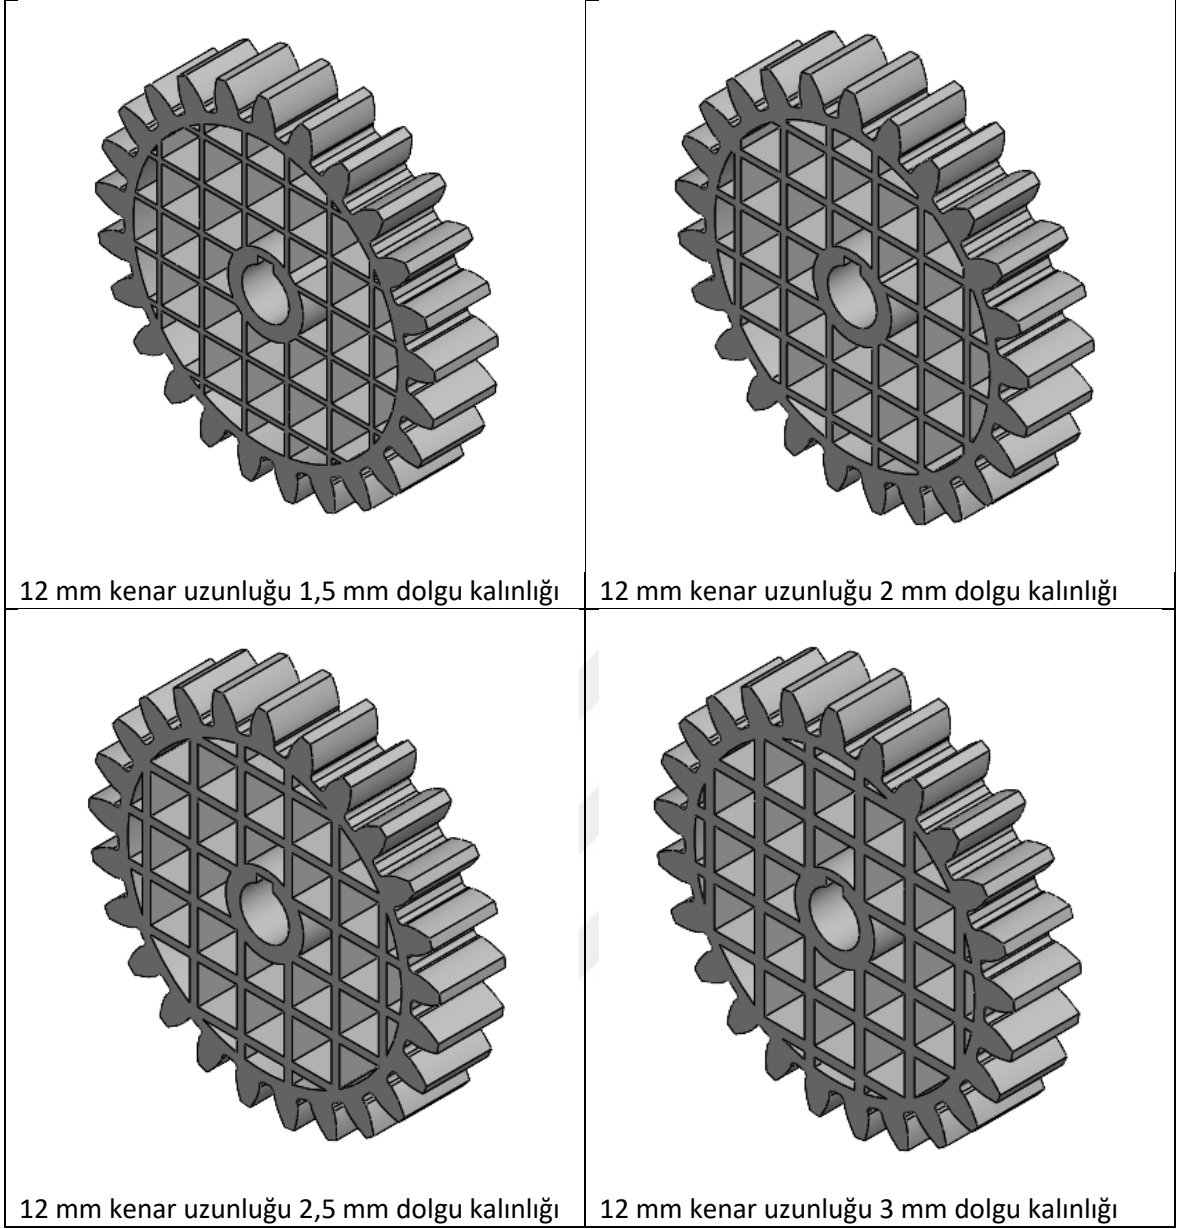 12 mm kenar uzunluğu 1,5 mm dolgu kalınlığı
12 mm kenar uzunluğu 2 mm dolgu kalınlığı
12 mm kenar uzunluğu 2,5 mm dolgu kalınlığı
12 mm kenar uzunluğu 3 mm dolgu kalınlığı